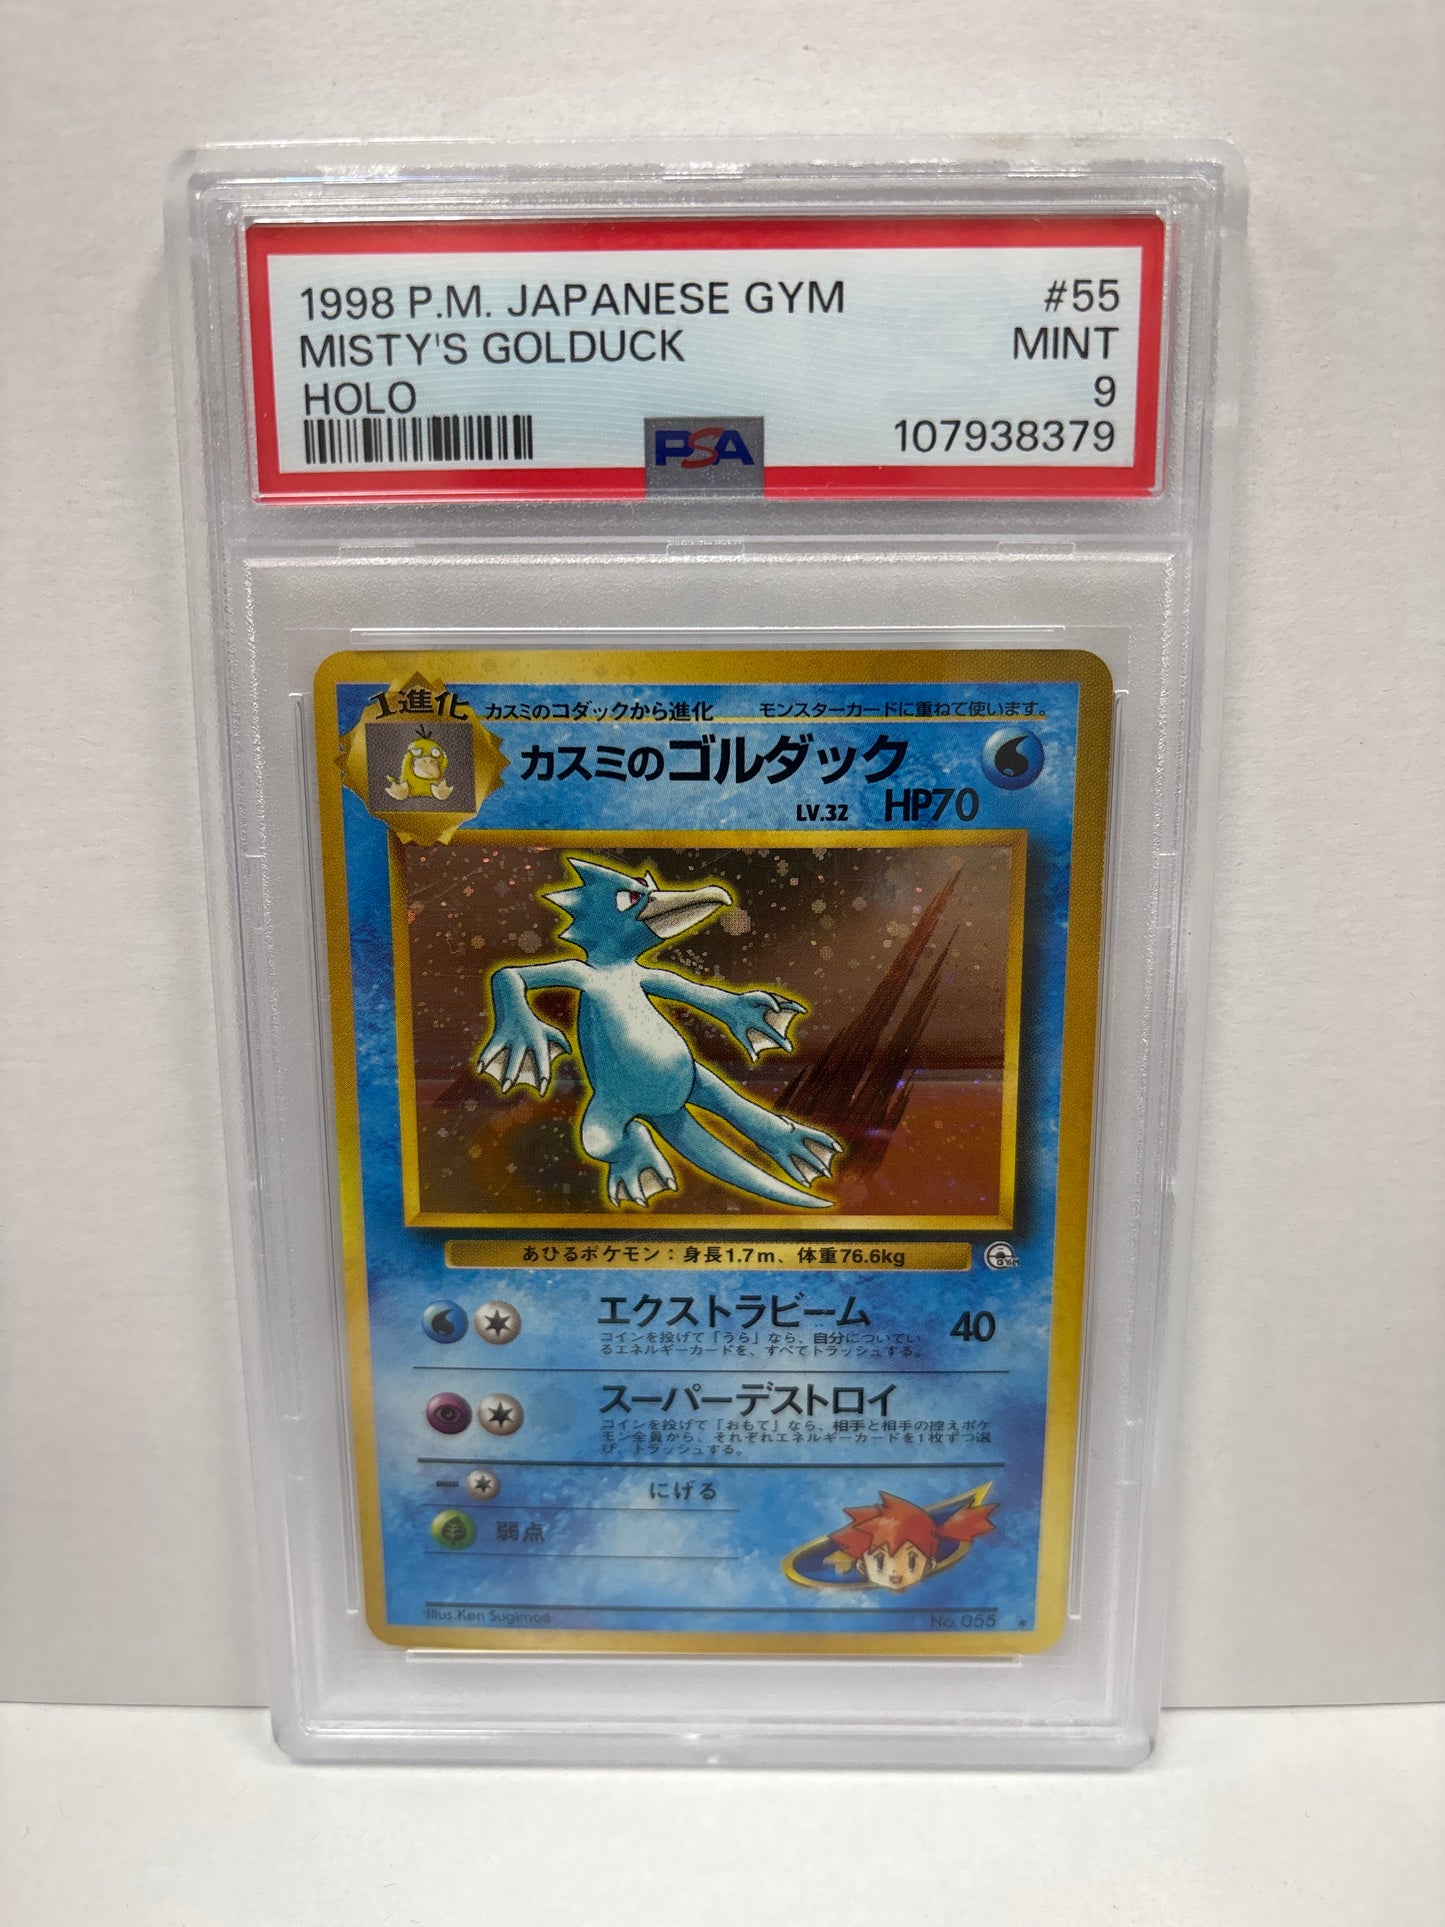 1998 P.M. JAPANESE GYM #55
MISTY'S GOLDUCK MINT
HOLO 9
PSA 107938379
1進化 カスミのコダックから進化 モンスターカードに重ねて使います。
カスミのゴルダック
LV.32 HP70
あひるポケモン：身長1.7m、体重76.6kg
GYM
エクストラビーム 40
コインを投げて「うら」なら、自分についてい
るエネルギーカードを、すべてトラッシュする。
スーパーデストロイ
コインを投げて「おもて」なら、相手と相手の控えポケ
モン全員から、それぞれエネルギーカードを1枚ずつ選
び、トラッシュする。
にげる
弱点
Illus.Ken Sugimori No. 055 ★